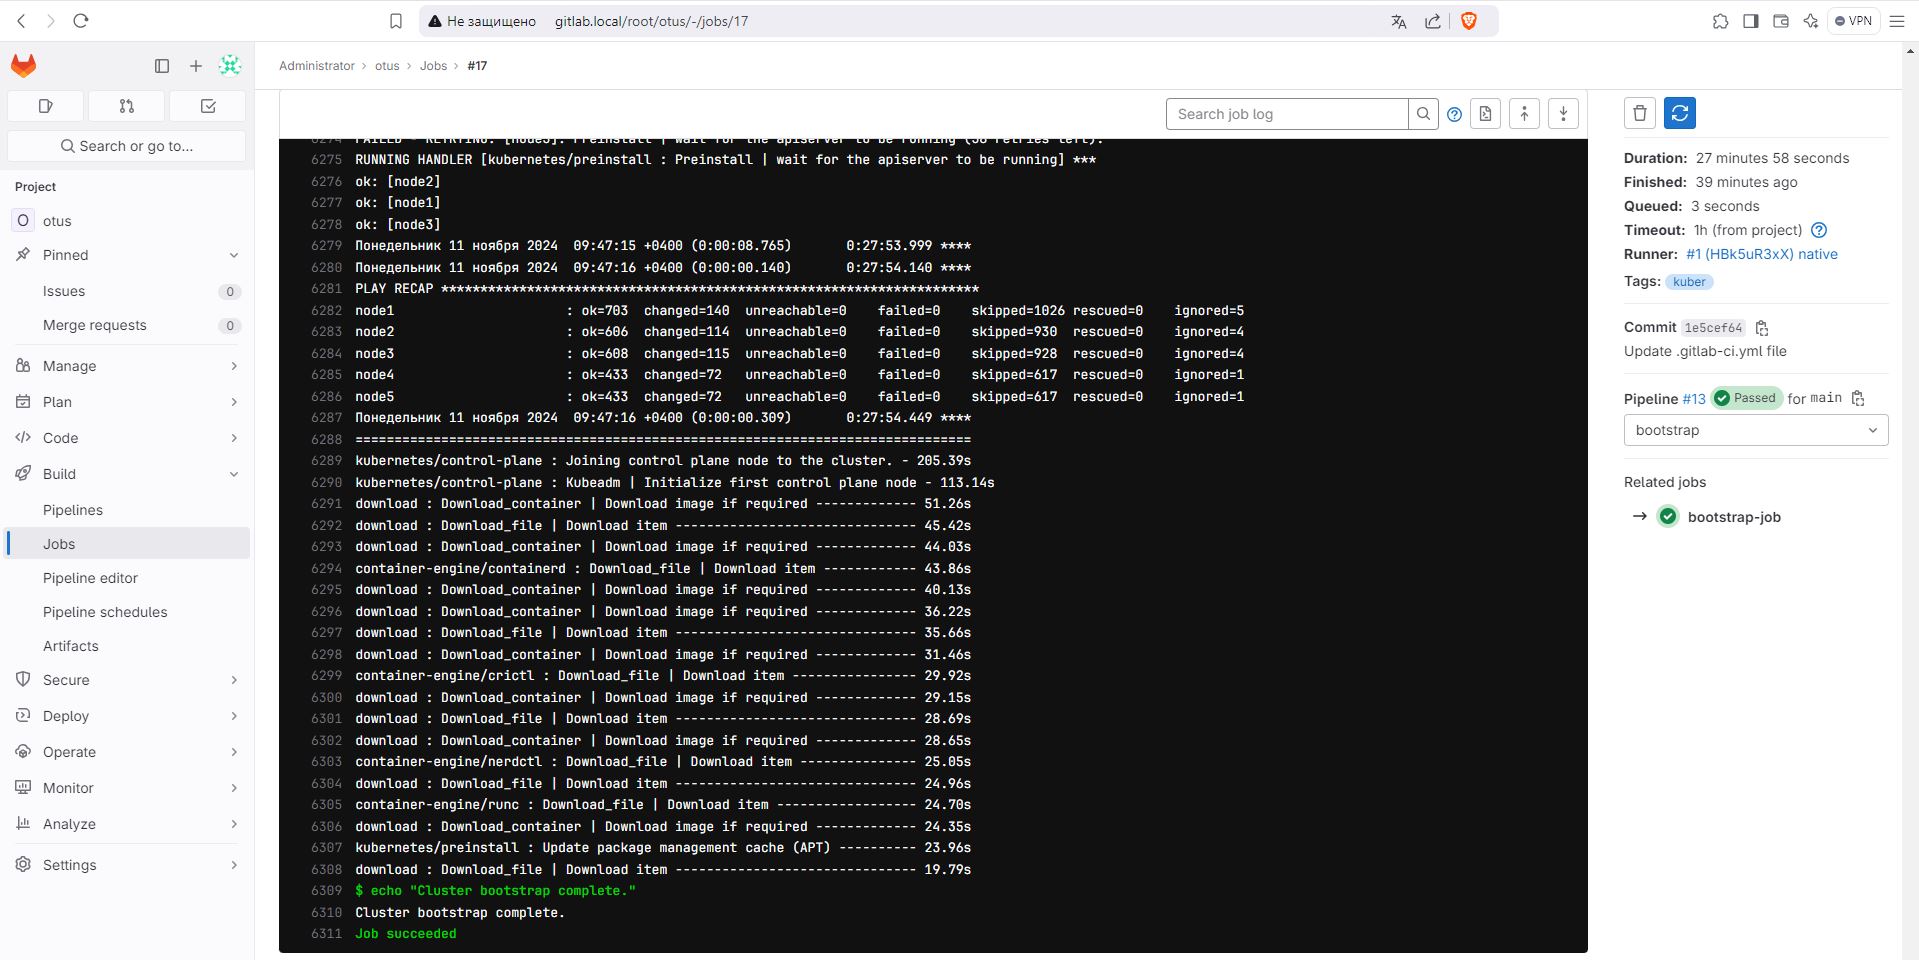 Не защищено gitlab.local/root/otus/-/jobs/17
VPN
Administrator › otus › Jobs › #17
Search or go to...
Project
O otus
Pinned
Issues 0
Merge requests 0
Manage
Plan
Code
Build
Pipelines
Jobs
Pipeline editor
Pipeline schedules
Artifacts
Secure
Deploy
Operate
Monitor
Analyze
Settings
Search job log
6274 FAILED - RETRYING: [node3]: Preinstall | wait for the apiserver to be running
6275 RUNNING HANDLER [kubernetes/preinstall : Preinstall | wait for the apiserver to be running] ***
6276 ok: [node2]
6277 ok: [node1]
6278 ok: [node3]
6279 Понедельник 11 ноября 2024  09:47:15 +0400 (0:00:08.765)       0:27:53.999 ****
6280 Понедельник 11 ноября 2024  09:47:16 +0400 (0:00:00.140)       0:27:54.140 ****
6281 PLAY RECAP *********************************************************************
6282 node1                      : ok=703  changed=140  unreachable=0    failed=0    skipped=1026 rescued=0    ignored=5
6283 node2                      : ok=606  changed=114  unreachable=0    failed=0    skipped=930  rescued=0    ignored=4
6284 node3                      : ok=608  changed=115  unreachable=0    failed=0    skipped=928  rescued=0    ignored=4
6285 node4                      : ok=433  changed=72   unreachable=0    failed=0    skipped=617  rescued=0    ignored=1
6286 node5                      : ok=433  changed=72   unreachable=0    failed=0    skipped=617  rescued=0    ignored=1
6287 Понедельник 11 ноября 2024  09:47:16 +0400 (0:00:00.309)       0:27:54.449 ****
6288 ===============================================================================
6289 kubernetes/control-plane : Joining control plane node to the cluster. - 205.39s
6290 kubernetes/control-plane : Kubeadm | Initialize first control plane node - 113.14s
6291 download : Download_container | Download image if required ------------- 51.26s
6292 download : Download_file | Download item ------------------------------- 45.42s
6293 download : Download_container | Download image if required ------------- 44.03s
6294 container-engine/containerd : Download_file | Download item ------------ 43.86s
6295 download : Download_container | Download image if required ------------- 40.13s
6296 download : Download_container | Download image if required ------------- 36.22s
6297 download : Download_file | Download item ------------------------------- 35.66s
6298 download : Download_container | Download image if required ------------- 31.46s
6299 container-engine/crictl : Download_file | Download item ---------------- 29.92s
6300 download : Download_container | Download image if required ------------- 29.15s
6301 download : Download_file | Download item ------------------------------- 28.69s
6302 download : Download_container | Download image if required ------------- 28.65s
6303 container-engine/nerdctl : Download_file | Download item --------------- 25.05s
6304 download : Download_file | Download item ------------------------------- 24.96s
6305 container-engine/runc : Download_file | Download item ------------------ 24.70s
6306 download : Download_container | Download image if required ------------- 24.35s
6307 kubernetes/preinstall : Update package management cache (APT) ---------- 23.96s
6308 download : Download_file | Download item ------------------------------- 19.79s
6309 $ echo "Cluster bootstrap complete."
6310 Cluster bootstrap complete.
6311 Job succeeded
Duration: 27 minutes 58 seconds
Finished: 39 minutes ago
Queued: 3 seconds
Timeout: 1h (from project)
Runner: #1 (HBk5uR3xX) native
Tags: kuber
Commit 1e5cef64
Update .gitlab-ci.yml file
Pipeline #13 Passed for main
bootstrap
Related jobs
→ bootstrap-job